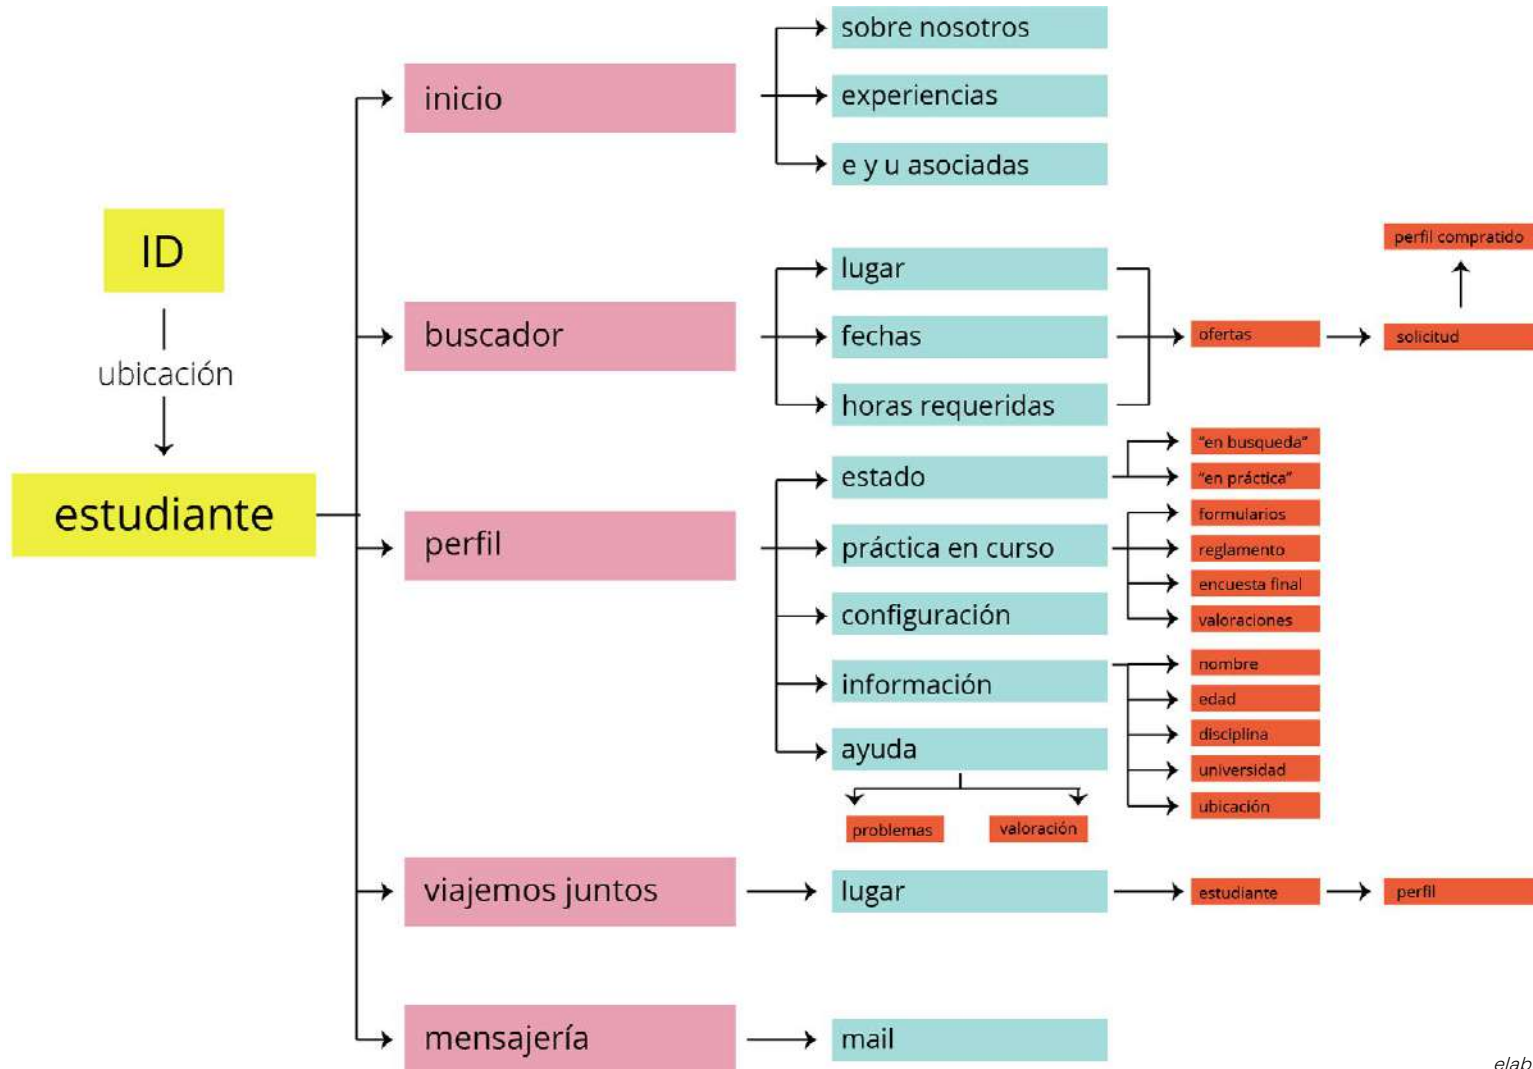 ID
ubicación
estudiante
inicio
sobre nosotros
experiencias
e y u asociadas
buscador
lugar
fechas
horas requeridas
ofertas
solicitud
perfil compratido
perfil
estado
"en busqueda"
"en práctica"
práctica en curso
formularios
reglamento
encuesta final
valoraciones
configuración
información
nombre
edad
disciplina
universidad
ubicación
ayuda
problemas
valoración
viajemos juntos
lugar
estudiante
perfil
mensajería
mail
elab